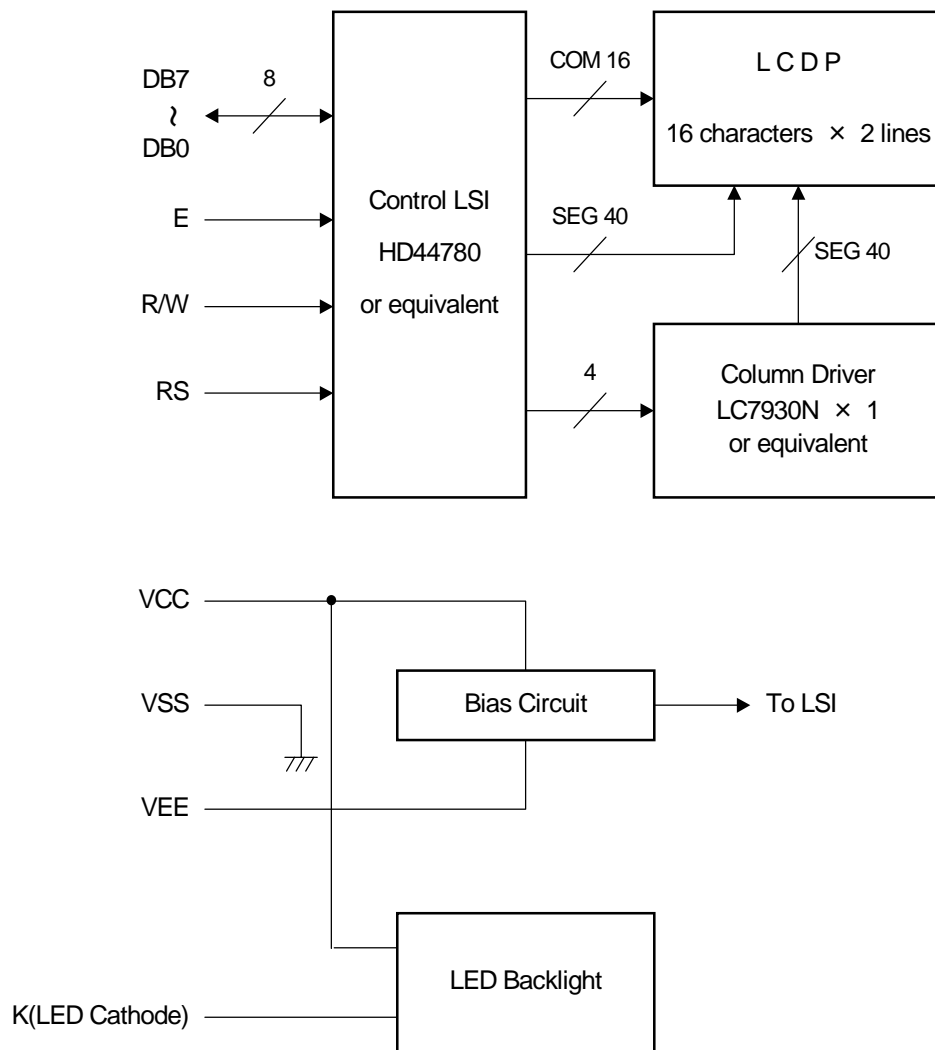 DB7
~
DB0
8
E
R/W
RS
Control LSI
HD44780
or equivalent
COM 16
SEG 40
4
L C D P
16 characters × 2 lines
SEG 40
Column Driver
LC7930N × 1
or equivalent
VCC
VSS
VEE
Bias Circuit
To LSI
LED Backlight
K(LED Cathode)